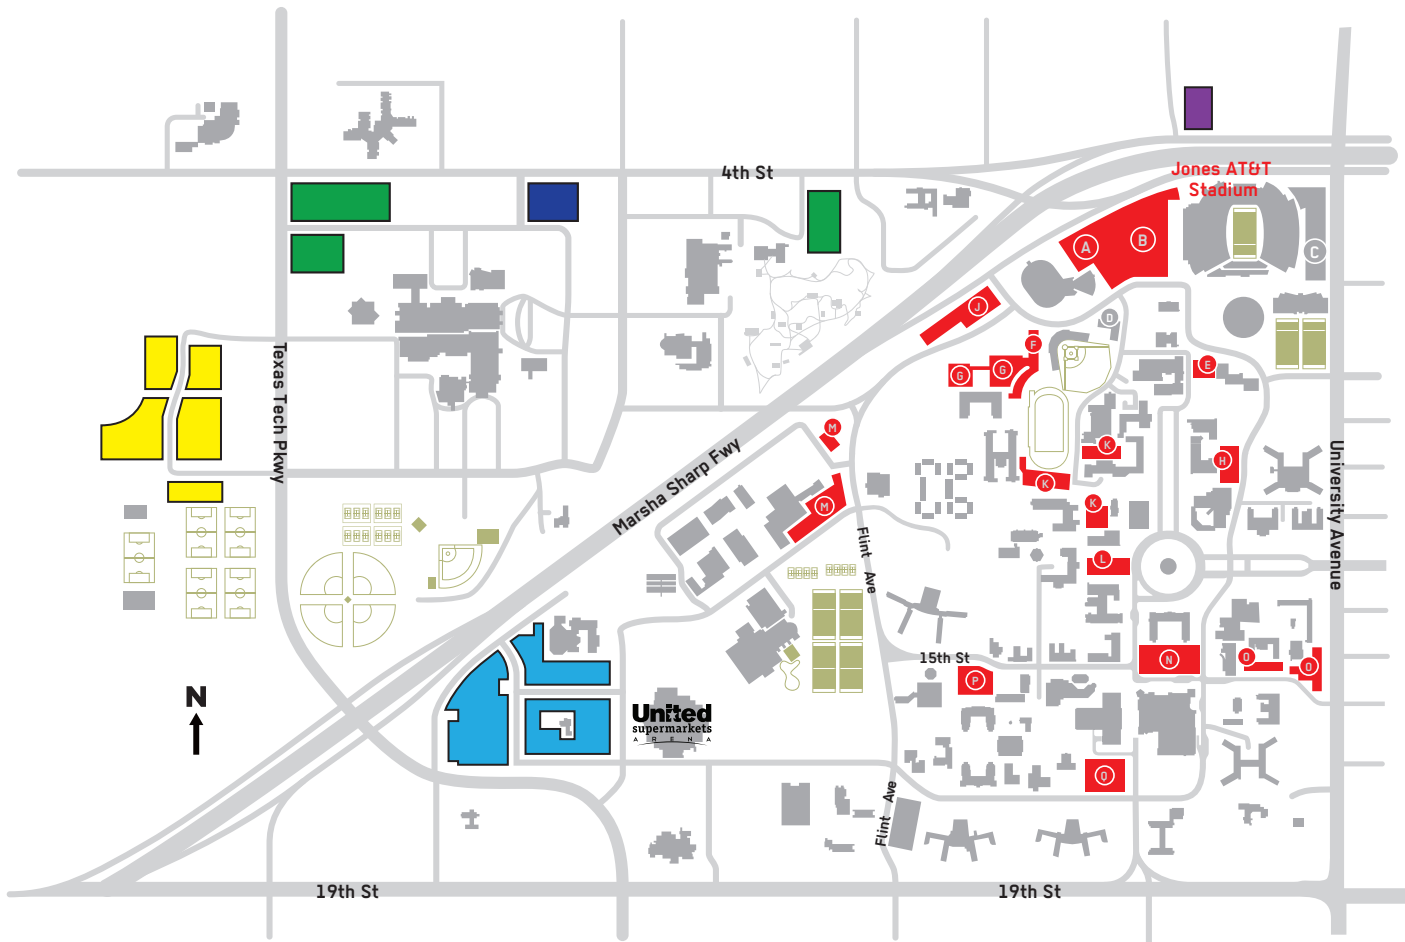 4th St
Jones AT&T
Stadium
A
B
C
J
D
F
G
G
E
Texas Tech Pkwy
M
K
H
University Avenue
Marsha Sharp Fwy
K
M
K
Flint Ave
L
15th St
N
O
O
P
N
United
supermarkets
ARENA
Q
Flint Ave
19th St
19th St